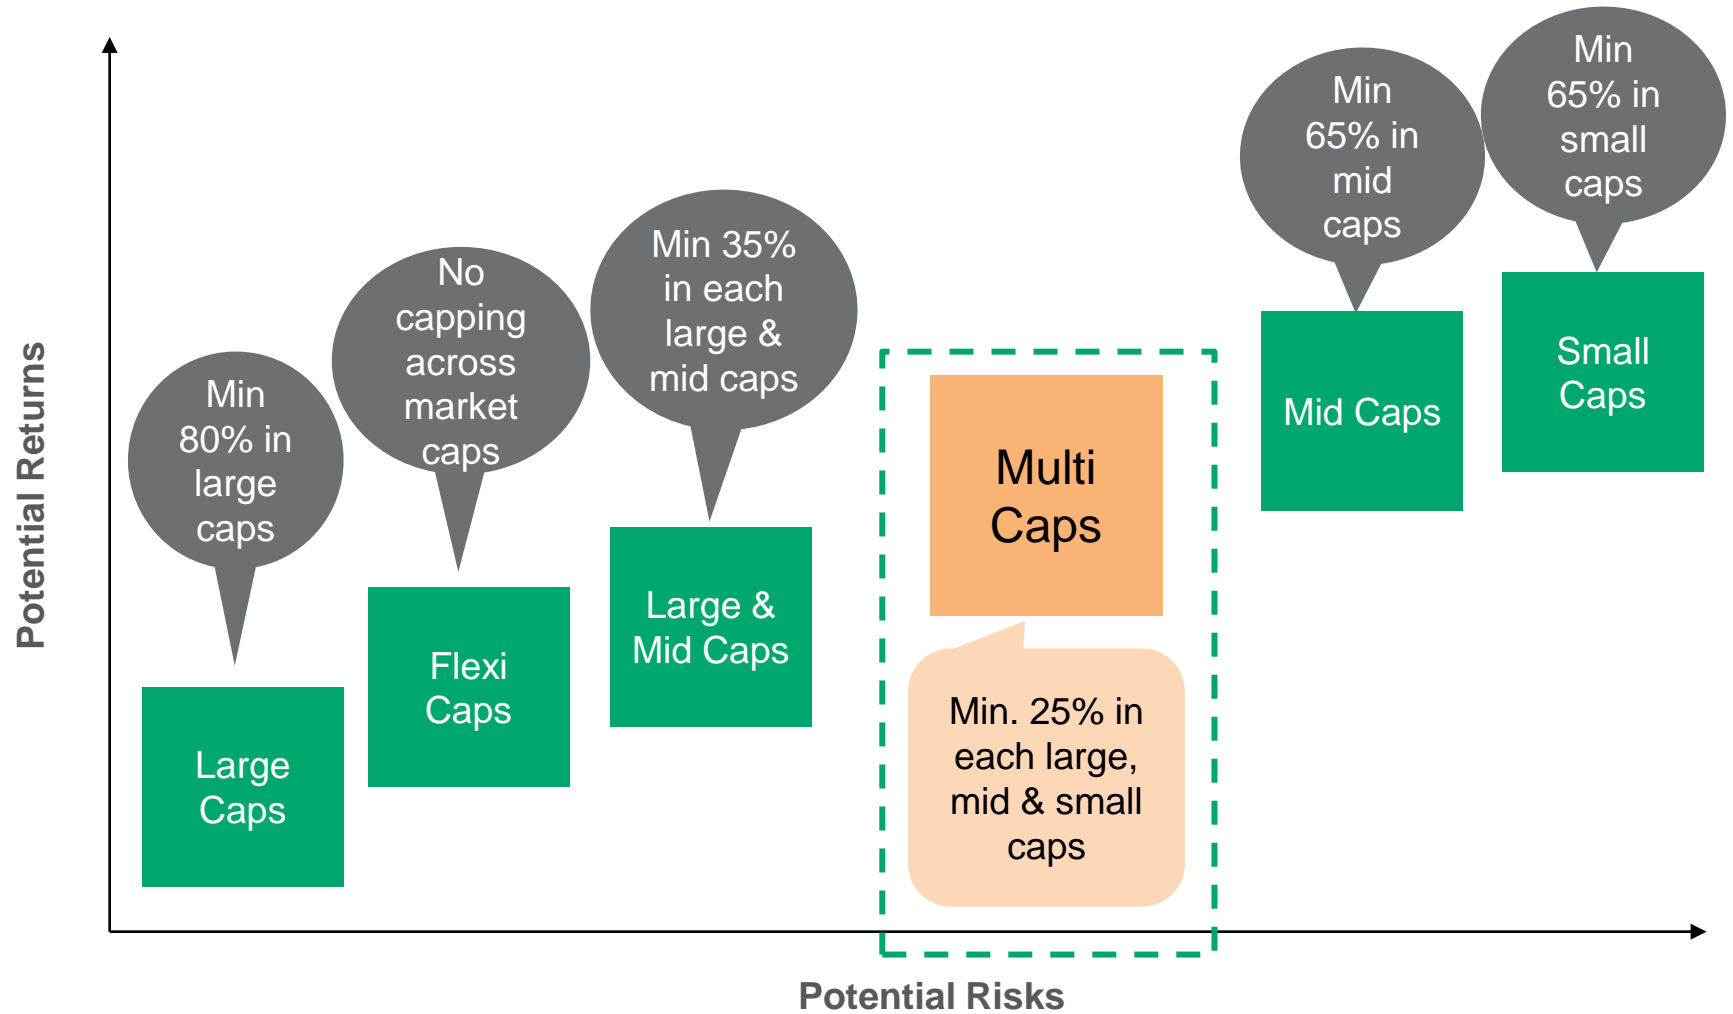 Potential Returns
Min
80% in
large
caps
Large
Caps
No
capping
across
market
caps
Flexi
Caps
Min 35%
in each
large &
mid caps
Large &
Mid Caps
Multi
Caps
Min. 25% in
each large,
mid & small
caps
Min
65% in
mid
caps
Mid Caps
Min
65% in
small
caps
Small
Caps
Potential Risks